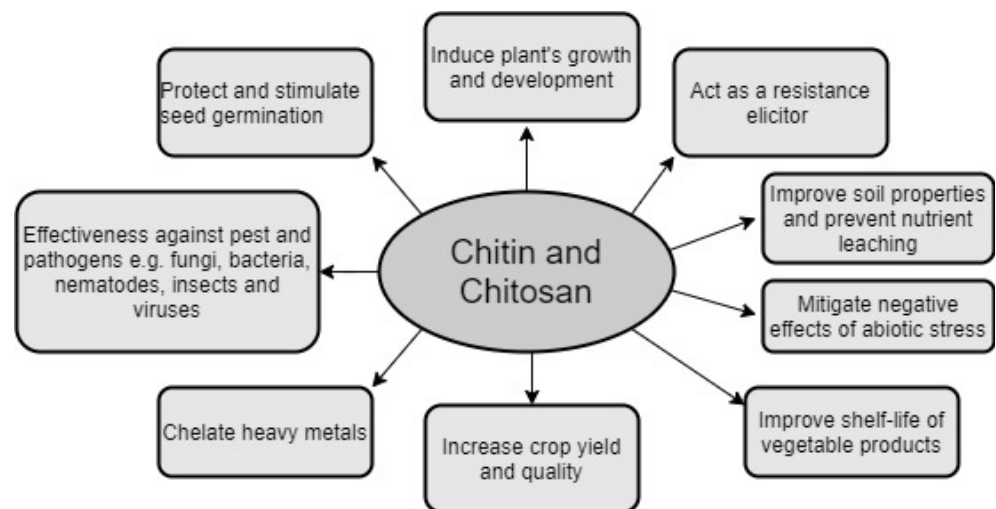 Induce plant's growth
and development
Protect and stimulate
seed germination
Act as a resistance
elicitor
Improve soil properties
and prevent nutrient
leaching
Effectiveness against pest and
pathogens e.g. fungi, bacteria,
nematodes, insects and
viruses
Chitin and
Chitosan
Mitigate negative
effects of abiotic stress
Chelate heavy metals
Increase crop yield
and quality
Improve shelf-life of
vegetable products